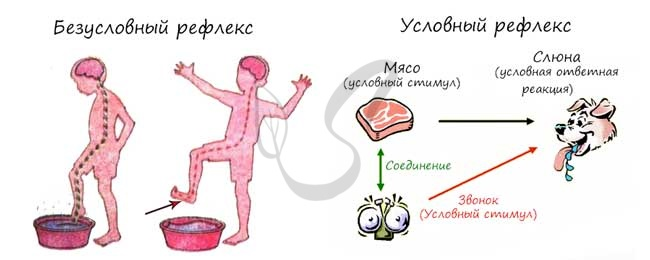 Безусловный рефлекс
Условный рефлекс
Мясо
(условный стимул)
Слюна
(условная ответная
реакция)
Соединение
Звонок
(Условный стимул)